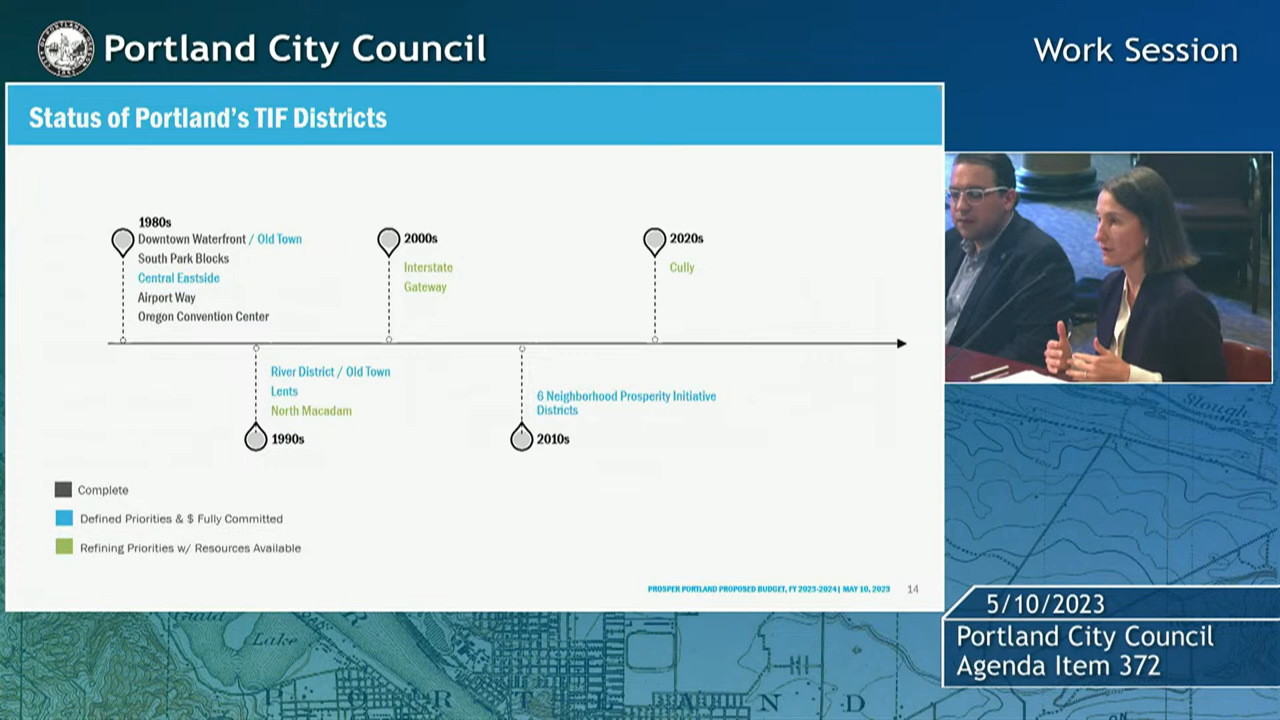 Portland City Council
Work Session
Status of Portland's TIF Districts
1980s
Downtown Waterfront / Old Town
South Park Blocks
Central Eastside
Airport Way
Oregon Convention Center
2000s
Interstate
Gateway
2020s
Cully
River District / Old Town
Lents
North Macadam
1990s
6 Neighborhood Prosperity Initiative
Districts
2010s
Complete
Defined Priorities & $ Fully Committed
Refining Priorities w/ Resources Available
PROSPER PORTLAND PROPOSED BUDGET, FY 2023-2024| MAY 10, 2023
14
5/10/2023
Portland City Council
Agenda Item 372
Slough
Guild
Lake